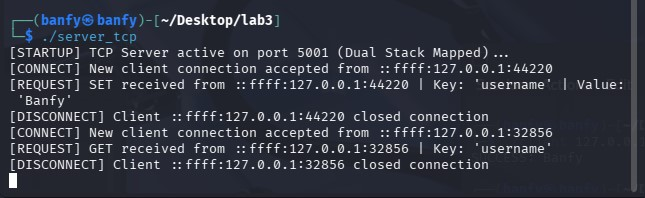 ┌──(banfy㉿banfy)-[~/Desktop/lab3]
└─$ ./server_tcp
[STARTUP] TCP Server active on port 5001 (Dual Stack Mapped)...
[CONNECT] New client connection accepted from ::ffff:127.0.0.1:44220
[REQUEST] SET received from ::ffff:127.0.0.1:44220 | Key: 'username' | Value:
'Banfy'
[DISCONNECT] Client ::ffff:127.0.0.1:44220 closed connection
[CONNECT] New client connection accepted from ::ffff:127.0.0.1:32856
[REQUEST] GET received from ::ffff:127.0.0.1:32856 | Key: 'username'
[DISCONNECT] Client ::ffff:127.0.0.1:32856 closed connection